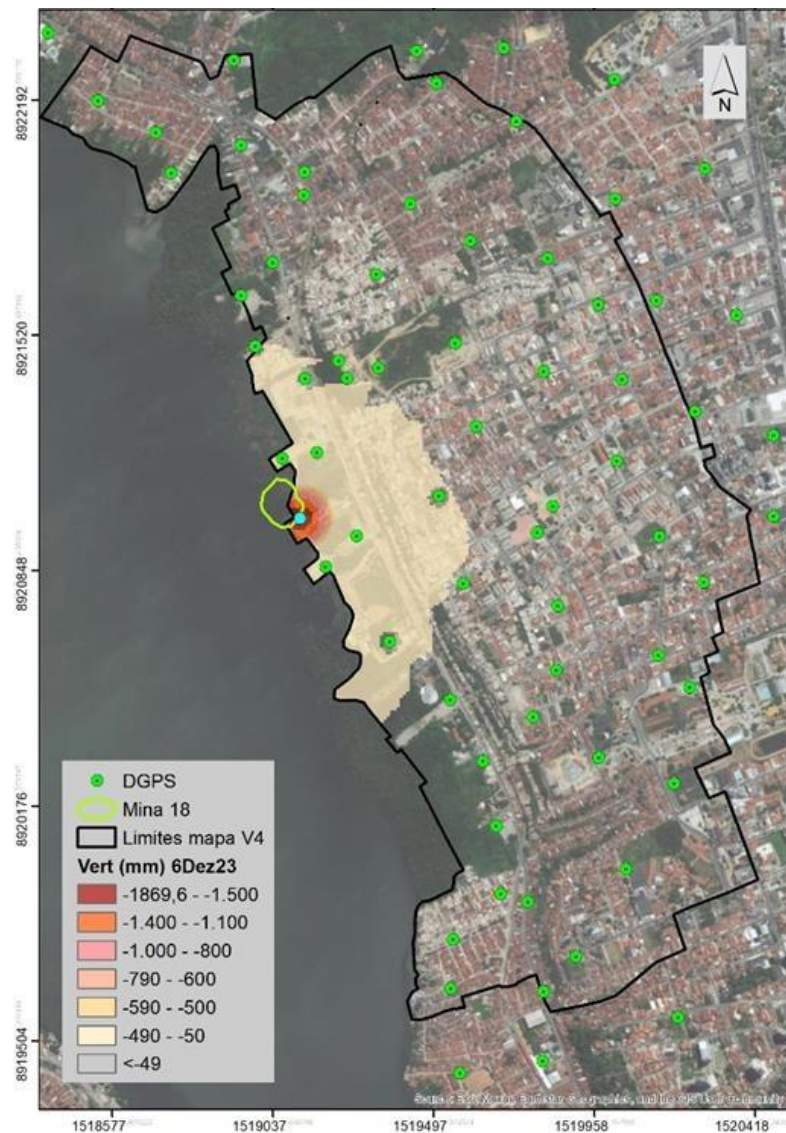 N
8922192
8921520
8920848
8920176
8919504
DGPS
Mina 18
Limites mapa V4
Vert (mm) 6Dez23
-1869,6 - -1.500
-1.400 - -1.100
-1.000 - -800
-790 - -600
-590 - -500
-490 - -50
<-49
1518577
1519037
1519497
1519958
1520418